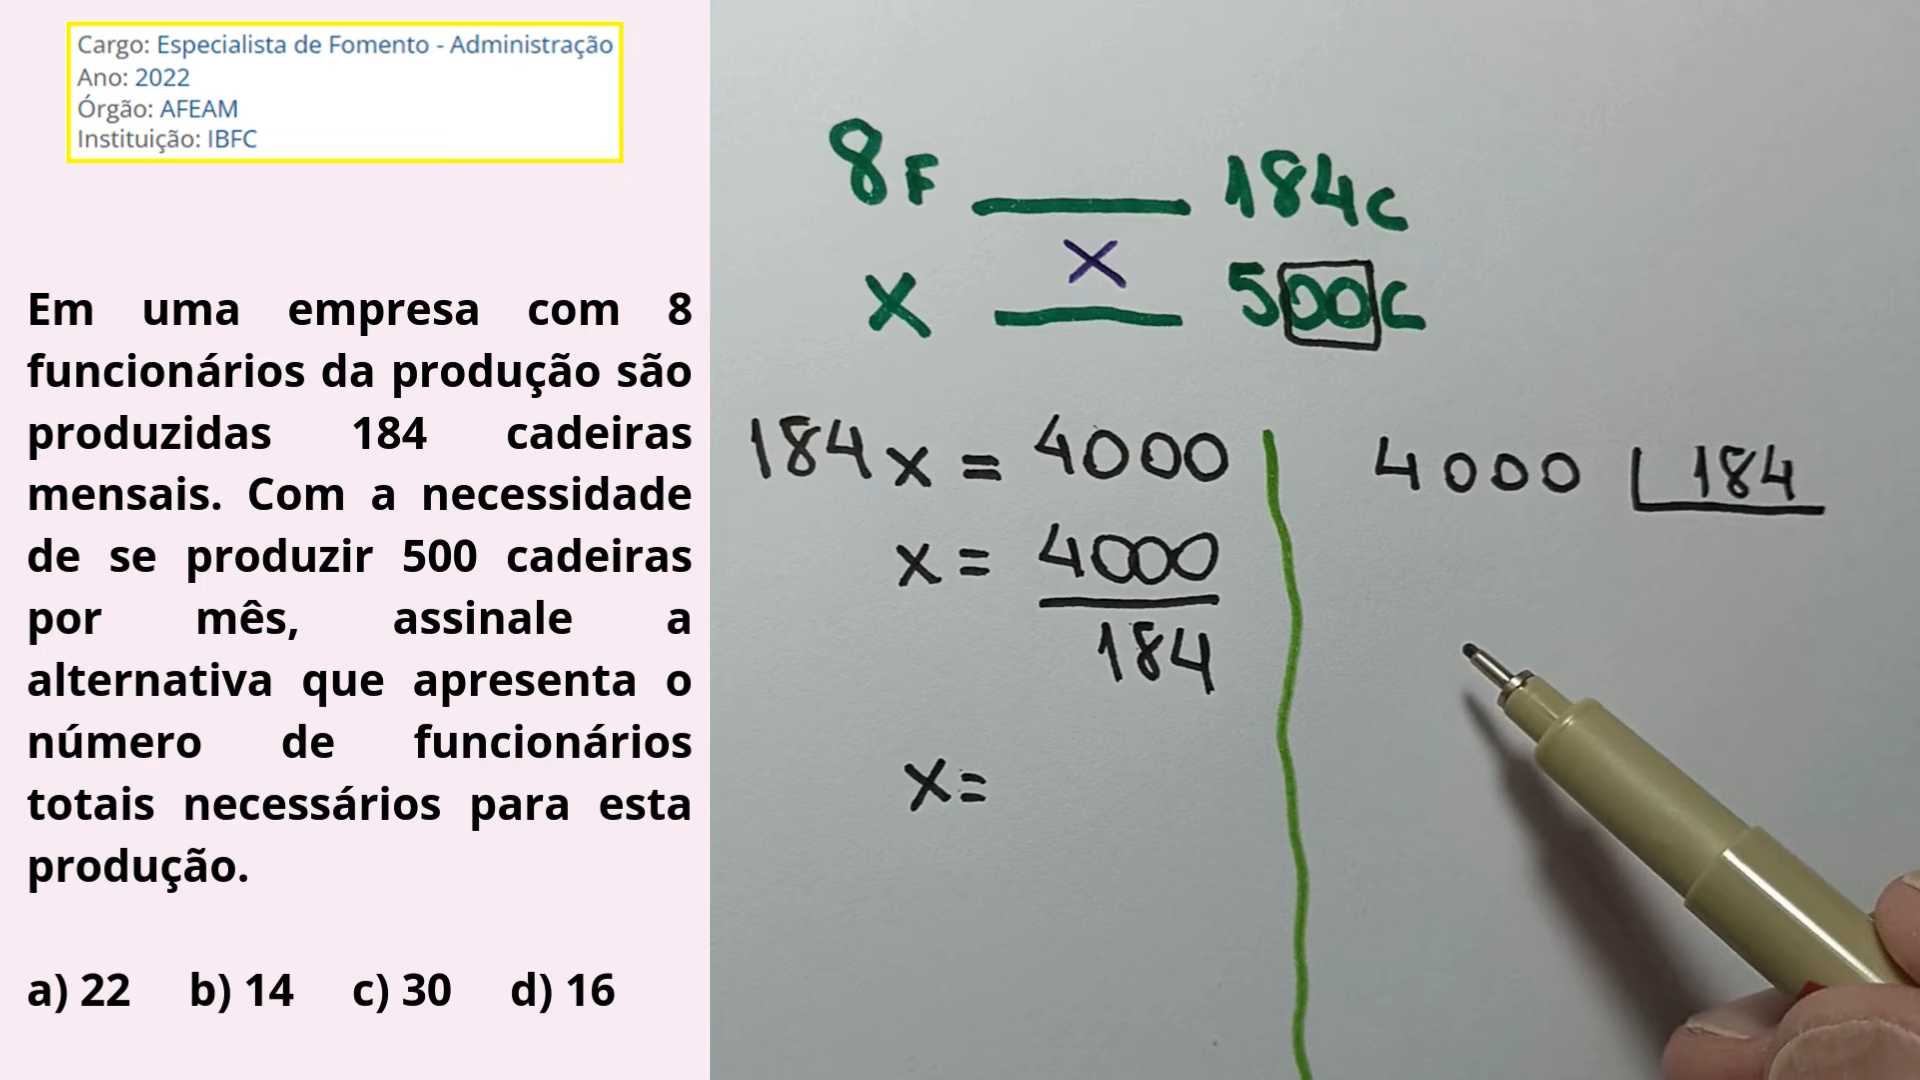 Cargo: Especialista de Fomento - Administração
Ano: 2022
Órgão: AFEAM
Instituição: IBFC
Em uma empresa com 8
funcionários da produção são
produzidas 184 cadeiras
mensais. Com a necessidade
de se produzir 500 cadeiras
por mês, assinale a
alternativa que apresenta o
número de funcionários
totais necessários para esta
produção.
a) 22 b) 14 c) 30 d) 16
8F 184C
X
X 500C
184x = 4000
x = 4000
184
x =
4000 184